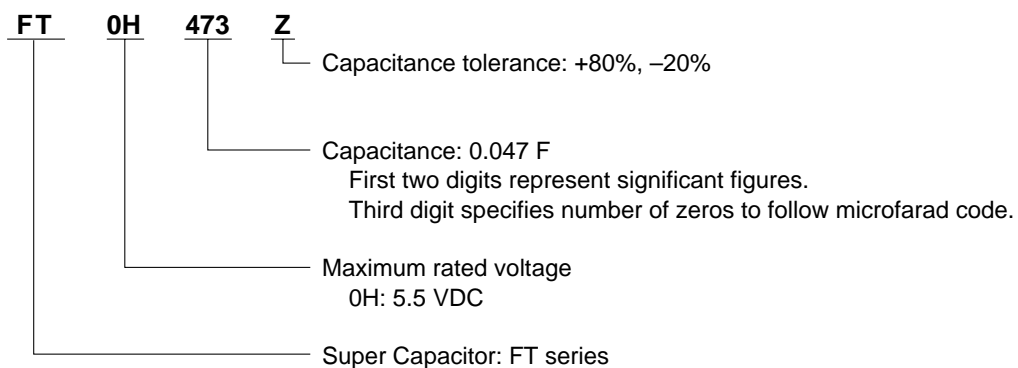 FT 0H 473 Z
Capacitance tolerance: +80%, –20%
Capacitance: 0.047 F
First two digits represent significant figures.
Third digit specifies number of zeros to follow microfarad code.
Maximum rated voltage
0H: 5.5 VDC
Super Capacitor: FT series